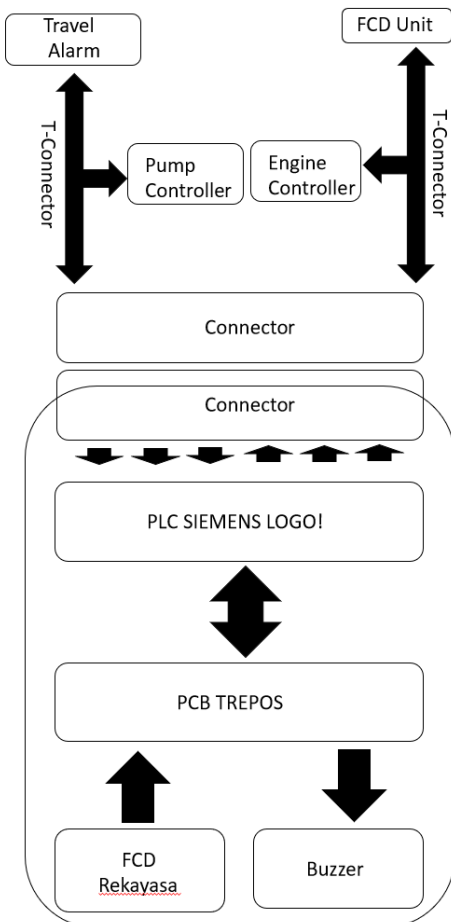 Travel
Alarm
FCD Unit
T-Connector
T-Connector
Pump
Controller
Engine
Controller
Connector
Connector
PLC SIEMENS LOGO!
PCB TREPOS
FCD
Rekayasa
Buzzer